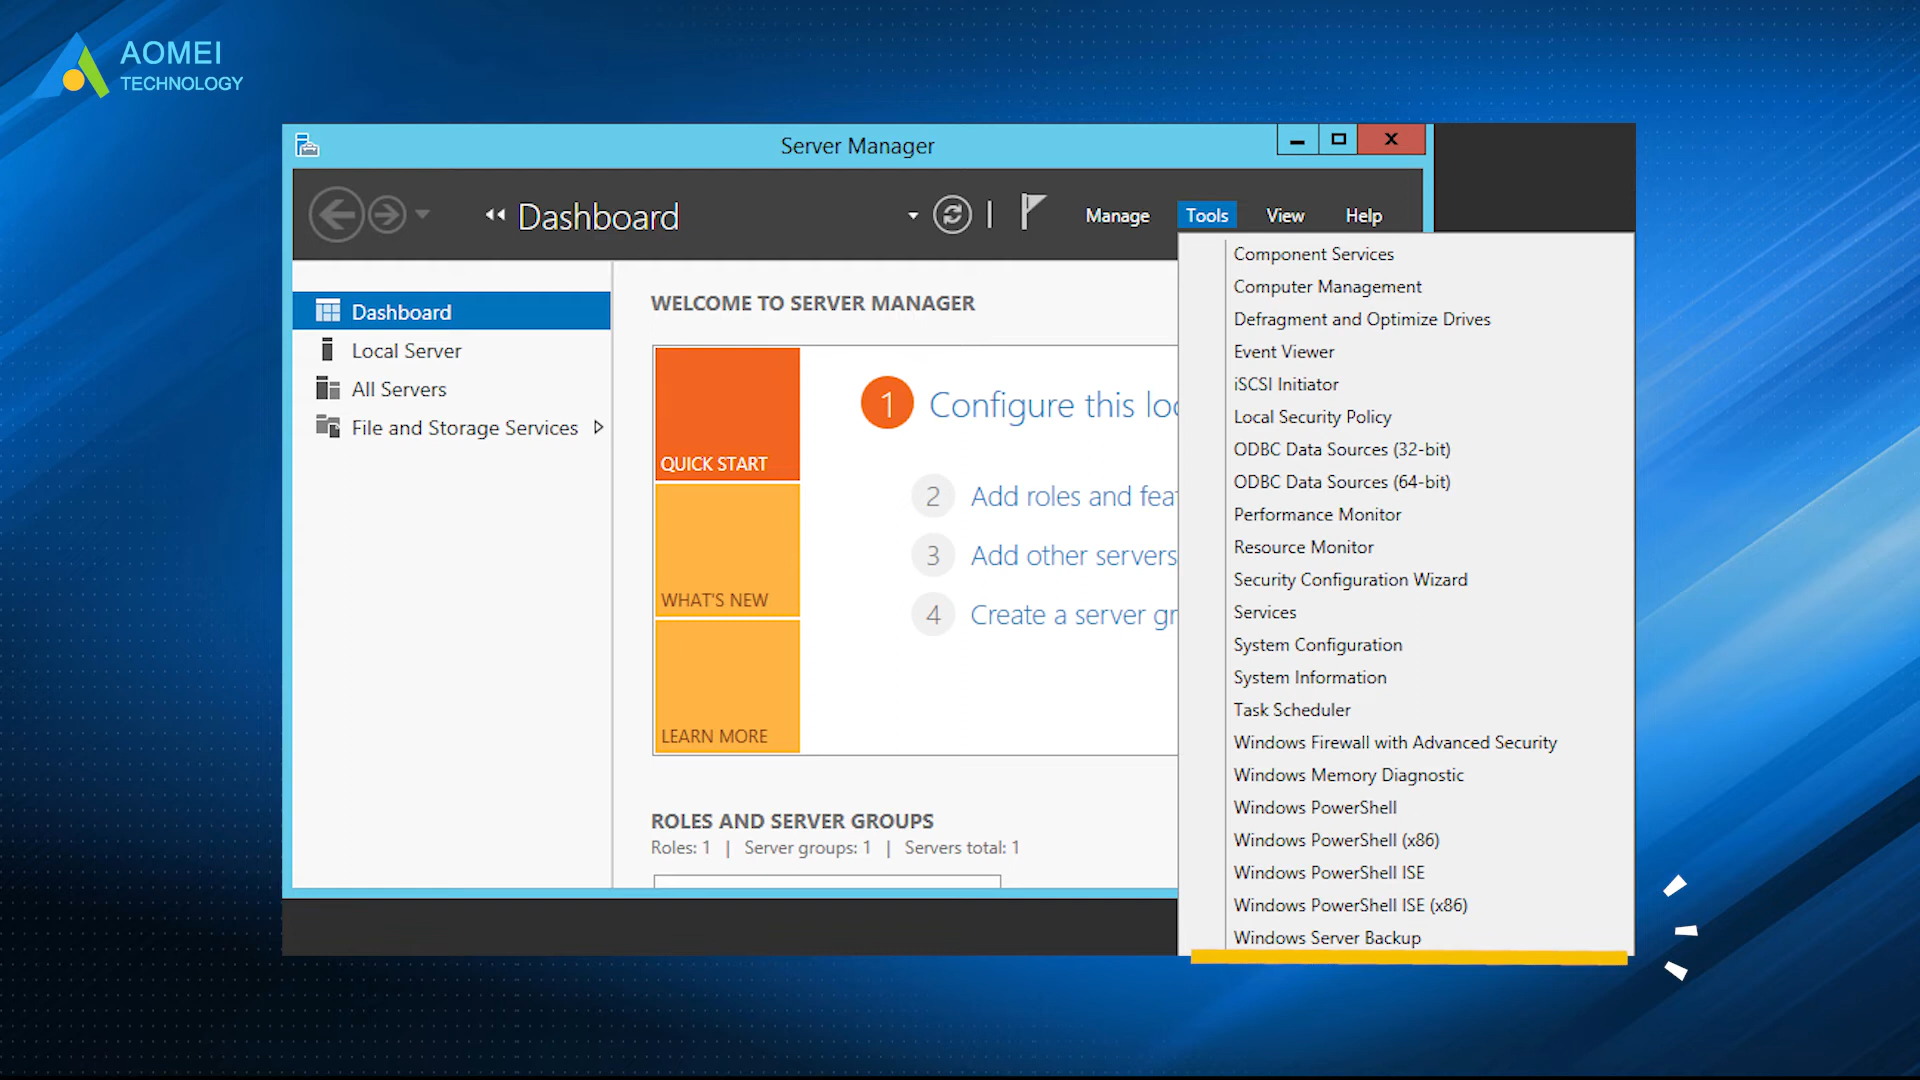 AOMEI
TECHNOLOGY
Server Manager
Dashboard
Manage
Tools
View
Help
Dashboard
Local Server
All Servers
File and Storage Services
WELCOME TO SERVER MANAGER
QUICK START
WHAT'S NEW
LEARN MORE
1 Configure this loc
2 Add roles and feat
3 Add other servers
4 Create a server gr
ROLES AND SERVER GROUPS
Roles: 1 | Server groups: 1 | Servers total: 1
Component Services
Computer Management
Defragment and Optimize Drives
Event Viewer
iSCSI Initiator
Local Security Policy
ODBC Data Sources (32-bit)
ODBC Data Sources (64-bit)
Performance Monitor
Resource Monitor
Security Configuration Wizard
Services
System Configuration
System Information
Task Scheduler
Windows Firewall with Advanced Security
Windows Memory Diagnostic
Windows PowerShell
Windows PowerShell (x86)
Windows PowerShell ISE
Windows PowerShell ISE (x86)
Windows Server Backup